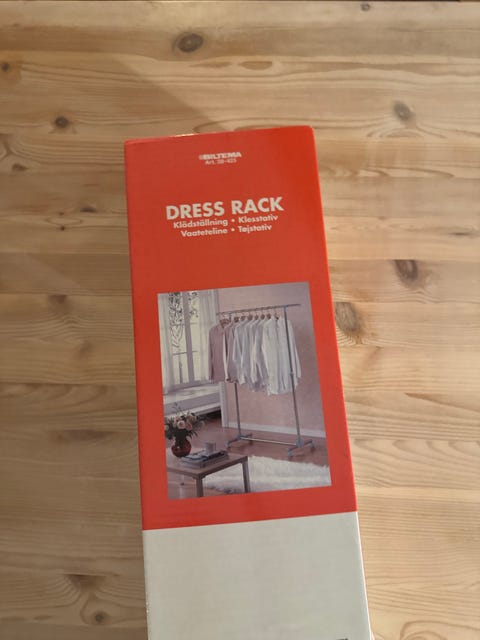 BILTEMA
Art. 28-425
DRESS RACK
Klädställning • Klesstativ
Vaateteline • Tøjstativ